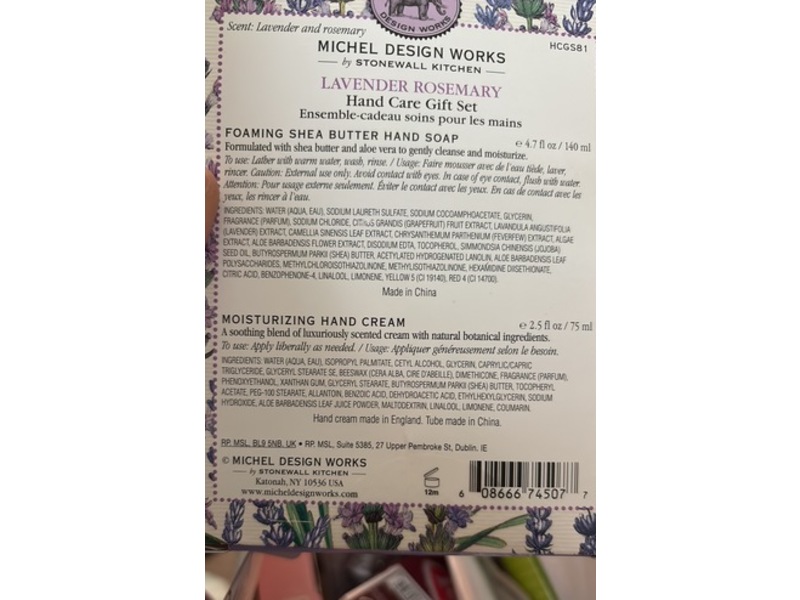 DESIGN WORKS
Scent: Lavender and rosemary
HCGS81
MICHEL DESIGN WORKS
by STONEWALL KITCHEN
LAVENDER ROSEMARY
Hand Care Gift Set
Ensemble-cadeau soins pour les mains
FOAMING SHEA BUTTER HAND SOAP
e 4.7 fl oz / 140 ml
Formulated with shea butter and aloe vera to gently cleanse and moisturize.
To use: Lather with warm water, wash, rinse. / Usage: Faire mousser avec de l'eau tiède, laver,
rincer. Caution: External use only. Avoid contact with eyes. In case of eye contact, flush with water.
Attention: Pour usage externe seulement. Éviter le contact avec les yeux. En cas de contact avec les
yeux, les rincer à l'eau.
INGREDIENTS: WATER (AQUA, EAU), SODIUM LAURETH SULFATE, SODIUM COCOAMPHOACETATE, GLYCERIN,
FRAGRANCE (PARFUM), SODIUM CHLORIDE, CITRUS GRANDIS (GRAPEFRUIT) FRUIT EXTRACT, LAVANDULA ANGUSTIFOLIA
(LAVENDER) EXTRACT, CAMELLIA SINENSIS LEAF EXTRACT, CHRYSANTHEMUM PARTHENIUM (FEVERFEW) EXTRACT, ALGAE
EXTRACT, ALOE BARBADENSIS FLOWER EXTRACT, DISODIUM EDTA, TOCOPHEROL, SIMMONDSIA CHINENSIS (JOJOBA)
SEED OIL, BUTYROSPERMUM PARKII (SHEA) BUTTER, ACETYLATED HYDROGENATED LANOLIN, ALOE BARBADENSIS LEAF
POLYSACCHARIDES, METHYLCHLOROISOTHIAZOLINONE, METHYLISOTHIAZOLINONE, HEXAMIDINE DIISETHIONATE,
CITRIC ACID, BENZOPHENONE-4, LINALOOL, LIMONENE, YELLOW 5 (CI 19140), RED 4 (CI 14700).
Made in China
MOISTURIZING HAND CREAM
e 2.5 fl oz / 75 ml
A soothing blend of luxuriously scented cream with natural botanical ingredients.
To use: Apply liberally as needed. / Usage: Appliquer généreusement selon le besoin.
INGREDIENTS: WATER (AQUA, EAU), ISOPROPYL PALMITATE, CETYL ALCOHOL, GLYCERIN, CAPRYLIC/CAPRIC
TRIGLYCERIDE, GLYCERYL STEARATE SE, BEESWAX (CERA ALBA, CIRE D'ABEILLE), DIMETHICONE, FRAGRANCE (PARFUM),
PHENOXYETHANOL, XANTHAN GUM, GLYCERYL STEARATE, BUTYROSPERMUM PARKII (SHEA) BUTTER, TOCOPHERYL
ACETATE, PEG-100 STEARATE, ALLANTOIN, BENZOIC ACID, DEHYDROACETIC ACID, ETHYLHEXYLGLYCERIN, SODIUM
HYDROXIDE, ALOE BARBADENSIS LEAF JUICE POWDER, MALTODEXTRIN, LINALOOL, LIMONENE, COUMARIN.
Hand cream made in England. Tube made in China.
RP. MSL, BL9 5NB, UK • RP. MSL, Suite 5385, 27 Upper Pembroke St, Dublin, IE
© MICHEL DESIGN WORKS
by STONEWALL KITCHEN
Katonah, NY 10536 USA
www.micheldesignworks.com
12m
6 08666 74507 7